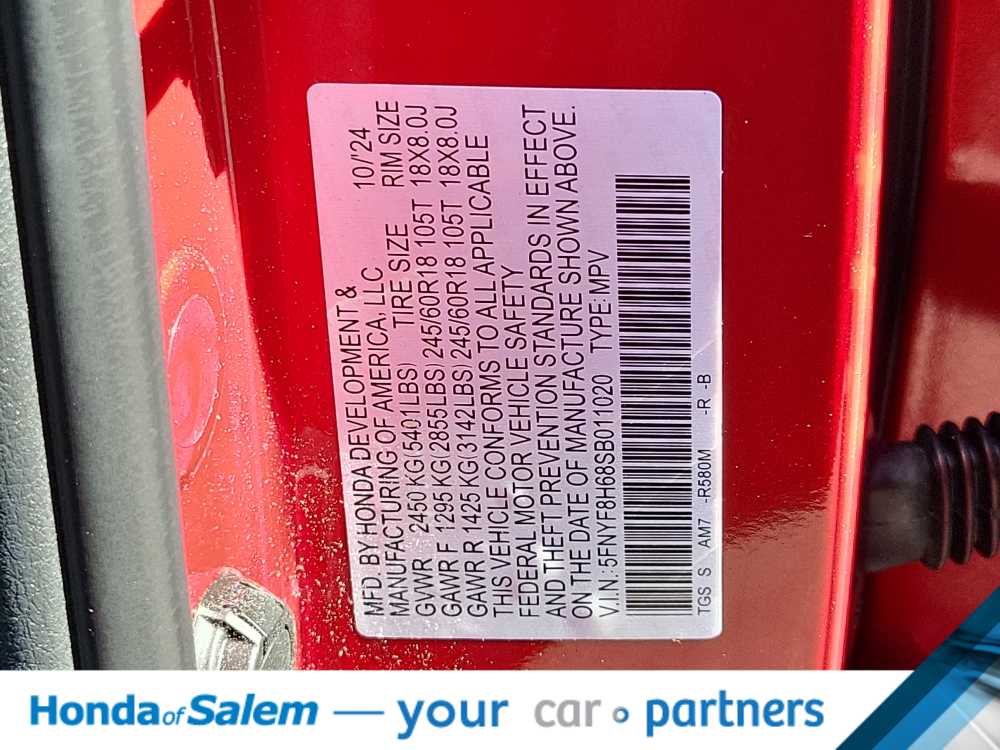 MFD. BY HONDA DEVELOPMENT & 10/'24
MANUFACTURING OF AMERICA, LLC RIM SIZE
GVWR 2450 KG(5401LBS) TIRE SIZE
GAWR F 1295 KG(2855LBS) 245/60R18 105T 18X8.0J
GAWR R 1425 KG(3142LBS) 245/60R18 105T 18X8.0J
THIS VEHICLE CONFORMS TO ALL APPLICABLE
FEDERAL MOTOR VEHICLE SAFETY
AND THEFT PREVENTION STANDARDS IN EFFECT
ON THE DATE OF MANUFACTURE SHOWN ABOVE.
V.I.N.:5FNYF8H68SB011020 TYPE: MPV
TGS S AM7 -R580M -R -B
Honda of Salem — your car partners